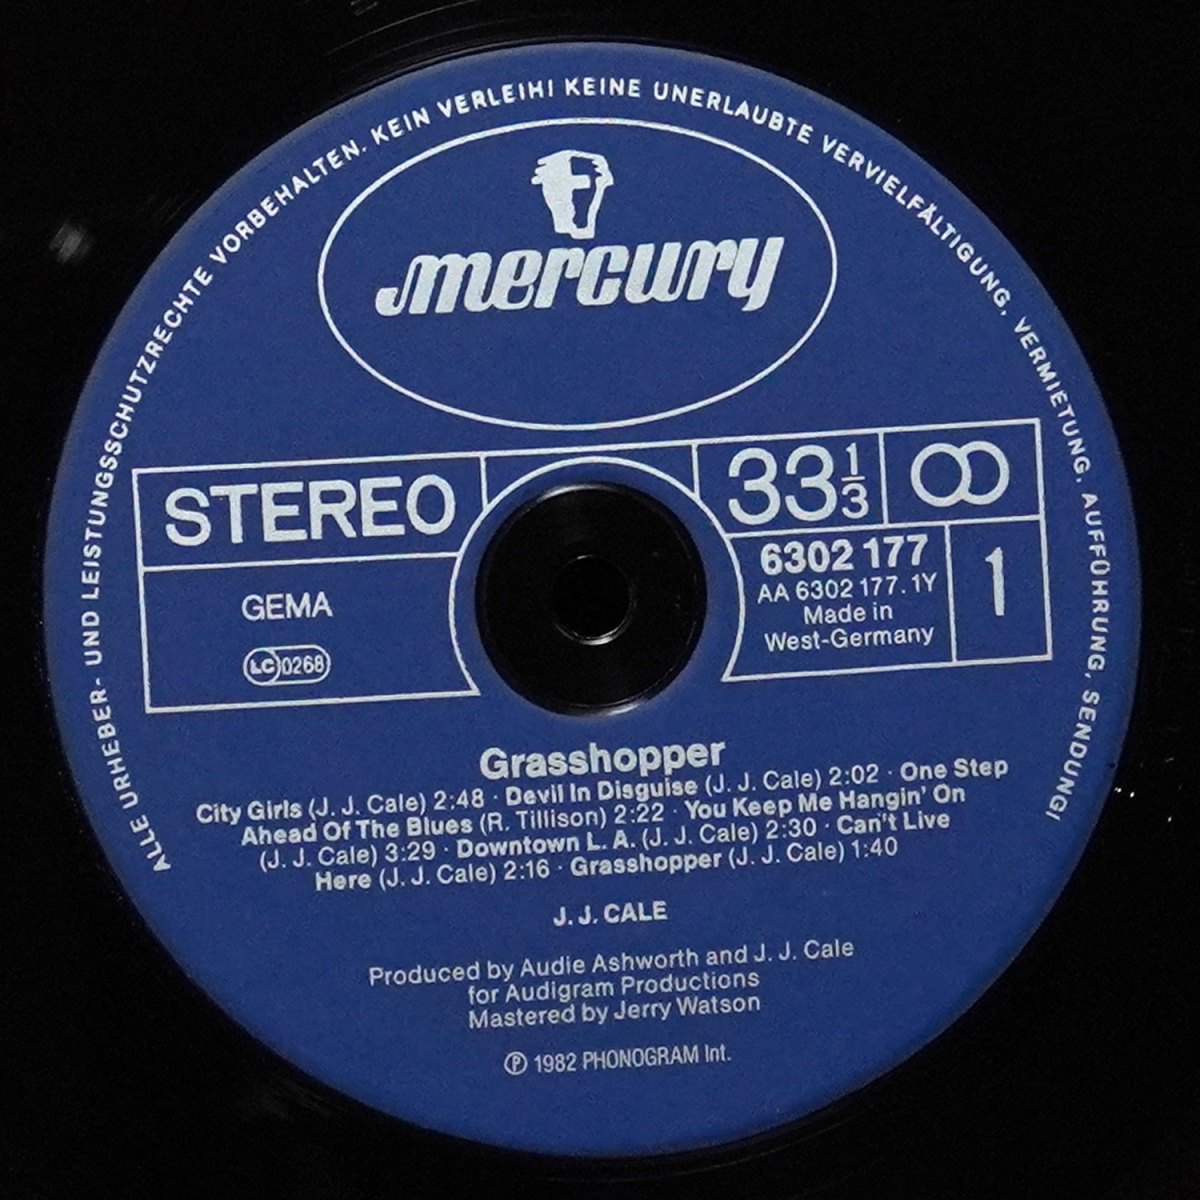 ALLE URHEBER- UND LEISTUNGSSCHUTZRECHTE VORBEHALTEN. KEIN VERLEIH! KEINE UNERLAUBTE VERVIELFÄLTIGUNG, VERMIETUNG, AUFFÜHRUNG, SENDUNG!
mercury
STEREO
GEMA
LC 0268
33 1/3
6302 177
AA 6302 177.1Y
Made in
West-Germany
1
Grasshopper
City Girls (J. J. Cale) 2:48 · Devil In Disguise (J. J. Cale) 2:02 · One Step
Ahead Of The Blues (R. Tillison) 2:22 · You Keep Me Hangin' On
(J. J. Cale) 3:29 · Downtown L. A. (J. J. Cale) 2:30 · Can't Live
Here (J. J. Cale) 2:16 · Grasshopper (J. J. Cale) 1:40
J. J. CALE
Produced by Audie Ashworth and J. J. Cale
for Audigram Productions
Mastered by Jerry Watson
℗ 1982 PHONOGRAM Int.